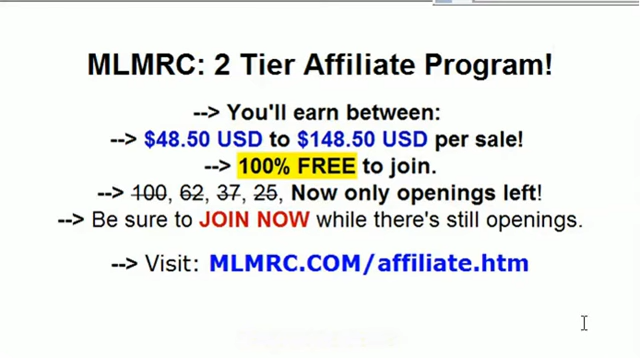 MLMRC: 2 Tier Affiliate Program!
--> You'll earn between:
--> $48.50 USD to $148.50 USD per sale!
--> 100% FREE to join.
--> 100, 62, 37, 25, Now only openings left!
--> Be sure to JOIN NOW while there's still openings.
--> Visit: MLMRC.COM/affiliate.htm